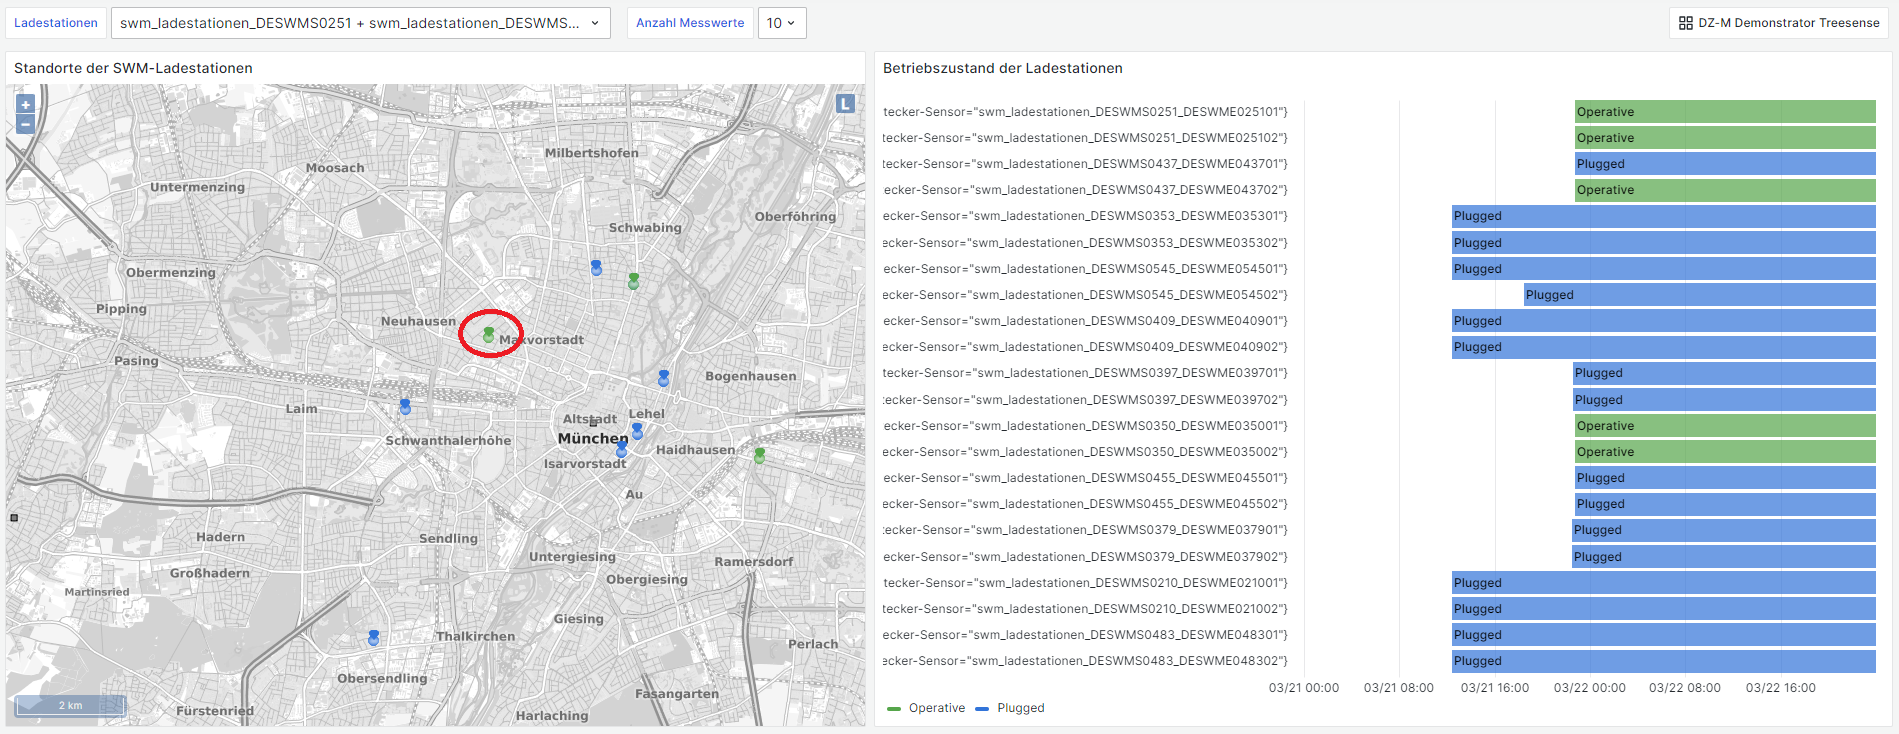 Ladestationen swm_ladestationen_DESWMS0251 + swm_ladestationen_DESWMS... Anzahl Messwerte 10 DZ-M Demonstrator Treesense
Standorte der SWM-Ladestationen
+
−
L
Milbertshofen
Moosach
Untermenzing
Oberföhring
Schwabing
Obermenzing
Pipping
Neuhausen
Maxvorstadt
Pasing
Bogenhausen
Laim
Altstadt
Lehel
Schwanthalerhöhe
München
Haidhausen
Isarvorstadt
Au
Hadern
Sendling
Untergiesing
Ramersdorf
Großhadern
Obergiesing
Martinsried
Giesing
Thalkirchen
Perlach
Obersendling
Fasangarten
2 km
Fürstenried
Harlaching
Betriebszustand der Ladestationen
tecker-Sensor="swm_ladestationen_DESWMS0251_DESWME025101"} Operative
tecker-Sensor="swm_ladestationen_DESWMS0251_DESWME025102"} Operative
tecker-Sensor="swm_ladestationen_DESWMS0437_DESWME043701"} Plugged
ecker-Sensor="swm_ladestationen_DESWMS0437_DESWME043702"} Operative
ecker-Sensor="swm_ladestationen_DESWMS0353_DESWME035301"} Plugged
ecker-Sensor="swm_ladestationen_DESWMS0353_DESWME035302"} Plugged
ecker-Sensor="swm_ladestationen_DESWMS0545_DESWME054501"} Plugged
ecker-Sensor="swm_ladestationen_DESWMS0545_DESWME054502"} Plugged
ecker-Sensor="swm_ladestationen_DESWMS0409_DESWME040901"} Plugged
ecker-Sensor="swm_ladestationen_DESWMS0409_DESWME040902"} Plugged
tecker-Sensor="swm_ladestationen_DESWMS0397_DESWME039701"} Plugged
tecker-Sensor="swm_ladestationen_DESWMS0397_DESWME039702"} Plugged
ecker-Sensor="swm_ladestationen_DESWMS0350_DESWME035001"} Operative
ecker-Sensor="swm_ladestationen_DESWMS0350_DESWME035002"} Operative
ecker-Sensor="swm_ladestationen_DESWMS0455_DESWME045501"} Plugged
ecker-Sensor="swm_ladestationen_DESWMS0455_DESWME045502"} Plugged
tecker-Sensor="swm_ladestationen_DESWMS0379_DESWME037901"} Plugged
ecker-Sensor="swm_ladestationen_DESWMS0379_DESWME037902"} Plugged
tecker-Sensor="swm_ladestationen_DESWMS0210_DESWME021001"} Plugged
tecker-Sensor="swm_ladestationen_DESWMS0210_DESWME021002"} Plugged
ecker-Sensor="swm_ladestationen_DESWMS0483_DESWME048301"} Plugged
ecker-Sensor="swm_ladestationen_DESWMS0483_DESWME048302"} Plugged
03/21 00:00 03/21 08:00 03/21 16:00 03/22 00:00 03/22 08:00 03/22 16:00
Operative Plugged